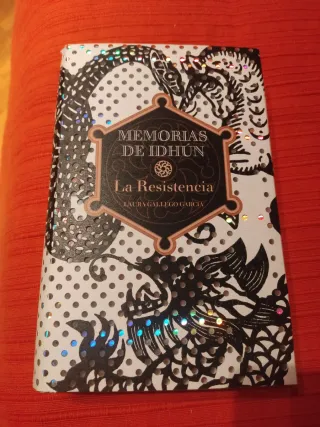 MEMORIAS
DE IDHÚN
La Resistencia
LAURA GALLEGO GARCÍA